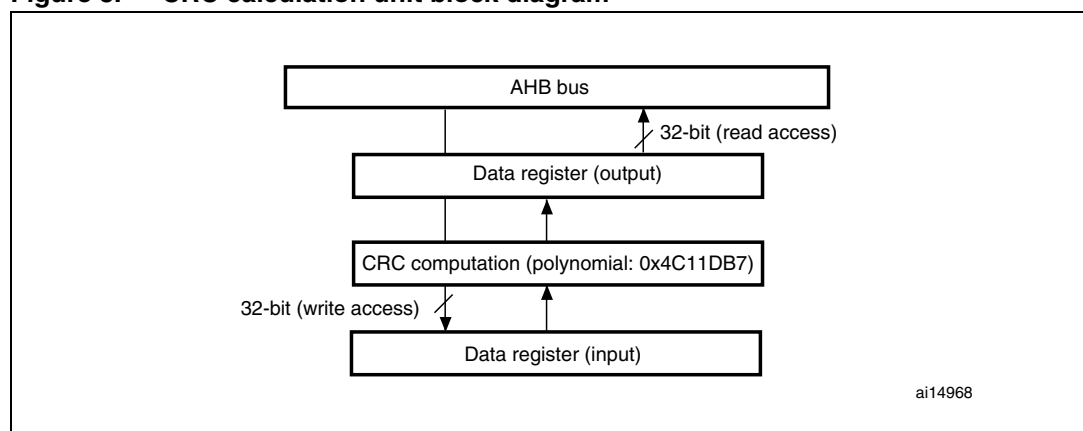 AHB bus
32-bit (read access)
Data register (output)
CRC computation (polynomial: 0x4C11DB7)
32-bit (write access)
Data register (input)
ai14968